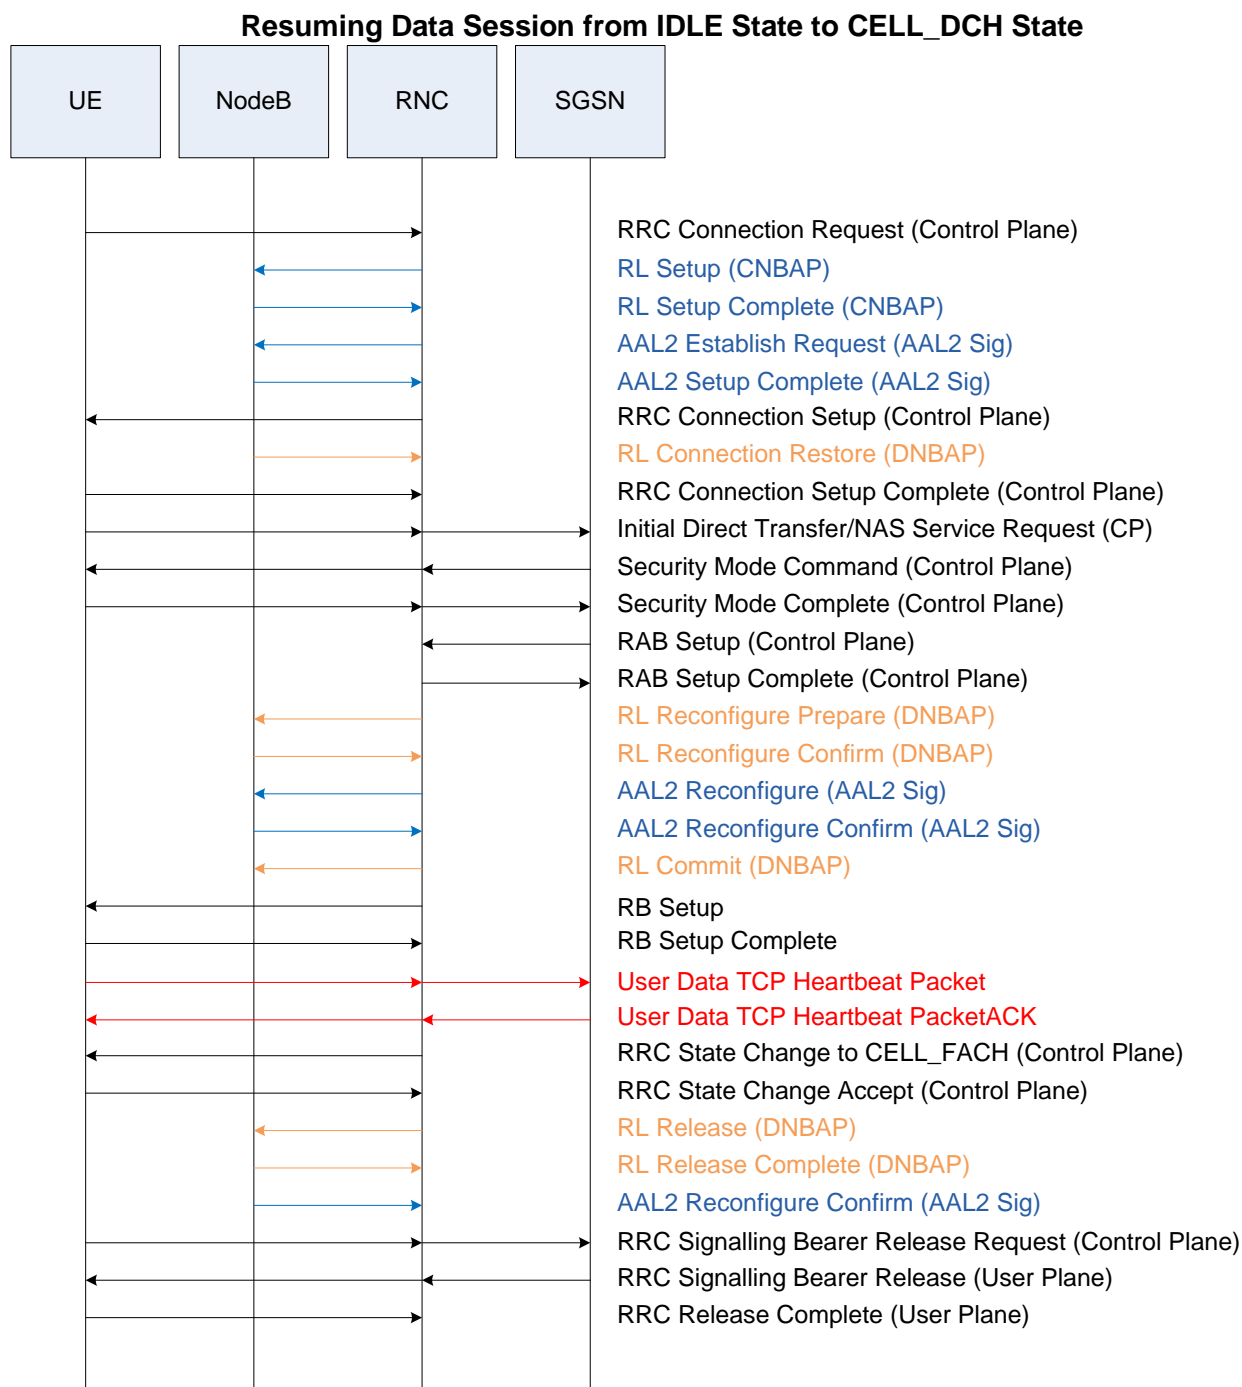 Resuming Data Session from IDLE State to CELL_DCH State
UE
NodeB
RNC
SGSN
RRC Connection Request (Control Plane)
RL Setup (CNBAP)
RL Setup Complete (CNBAP)
AAL2 Establish Request (AAL2 Sig)
AAL2 Setup Complete (AAL2 Sig)
RRC Connection Setup (Control Plane)
RL Connection Restore (DNBAP)
RRC Connection Setup Complete (Control Plane)
Initial Direct Transfer/NAS Service Request (CP)
Security Mode Command (Control Plane)
Security Mode Complete (Control Plane)
RAB Setup (Control Plane)
RAB Setup Complete (Control Plane)
RL Reconfigure Prepare (DNBAP)
RL Reconfigure Confirm (DNBAP)
AAL2 Reconfigure (AAL2 Sig)
AAL2 Reconfigure Confirm (AAL2 Sig)
RL Commit (DNBAP)
RB Setup
RB Setup Complete
User Data TCP Heartbeat Packet
User Data TCP Heartbeat PacketACK
RRC State Change to CELL_FACH (Control Plane)
RRC State Change Accept (Control Plane)
RL Release (DNBAP)
RL Release Complete (DNBAP)
AAL2 Reconfigure Confirm (AAL2 Sig)
RRC Signalling Bearer Release Request (Control Plane)
RRC Signalling Bearer Release (User Plane)
RRC Release Complete (User Plane)